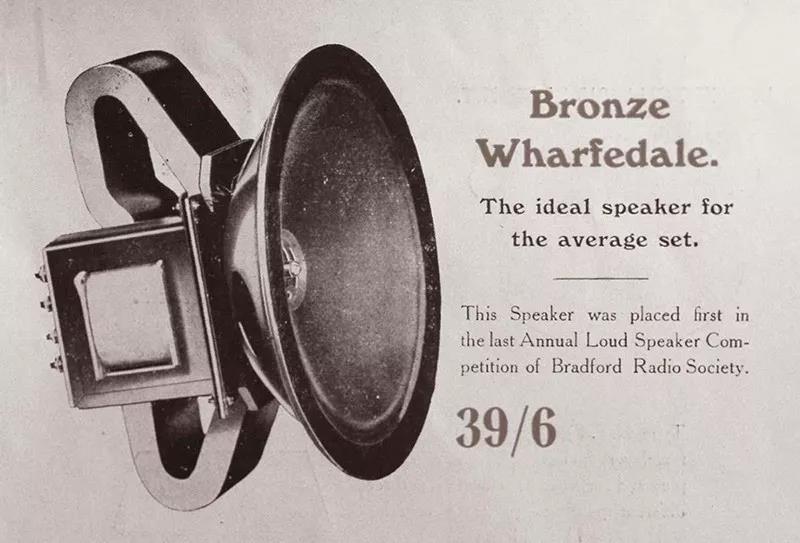 Bronze
Wharfedale.
The ideal speaker for
the average set.
This Speaker was placed first in
the last Annual Loud Speaker Com-
petition of Bradford Radio Society.
39/6